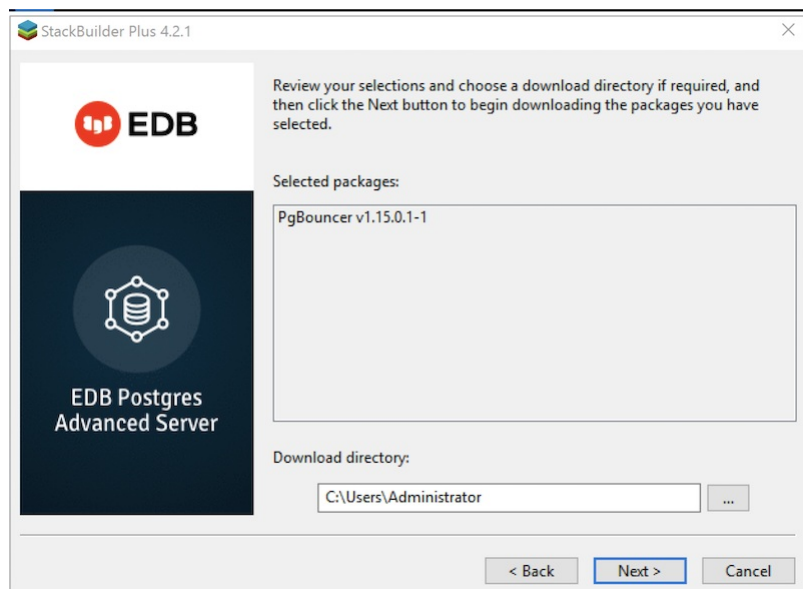 StackBuilder Plus 4.2.1
EDB
EDB Postgres
Advanced Server
Review your selections and choose a download directory if required, and
then click the Next button to begin downloading the packages you have
selected.
Selected packages:
PgBouncer v1.15.0.1-1
Download directory:
C:\Users\Administrator
...
< Back
Next >
Cancel